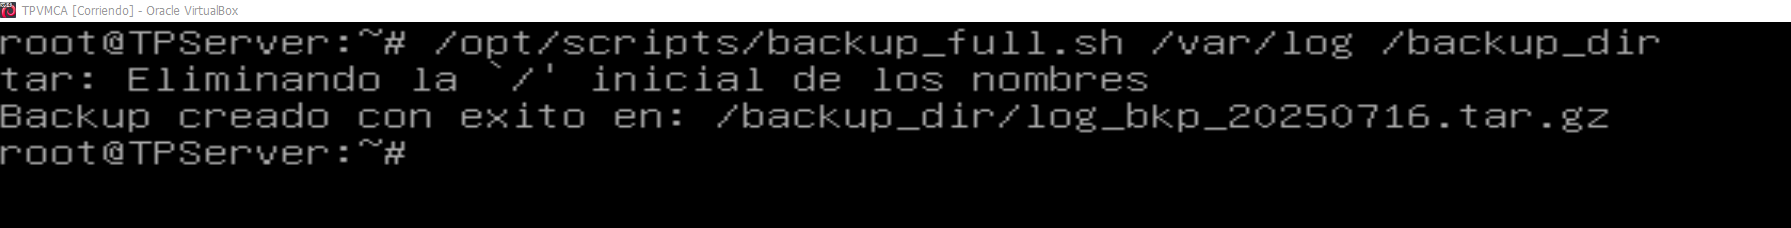 TPVMCA [Corriendo] - Oracle VirtualBox
root@TPServer:~# /opt/scripts/backup_full.sh /var/log /backup_dir
tar: Eliminando la `/' inicial de los nombres
Backup creado con exito en: /backup_dir/log_bkp_20250716.tar.gz
root@TPServer:~#